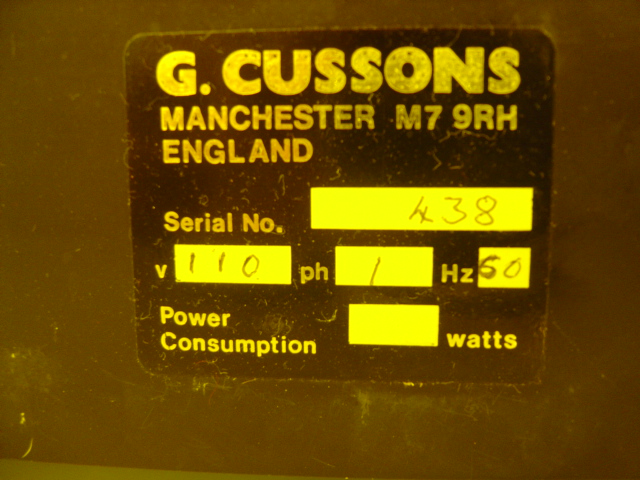 G. CUSSONS
MANCHESTER M7 9RH
ENGLAND
Serial No. 438
v 110 ph 1 Hz 60
Power
Consumption watts